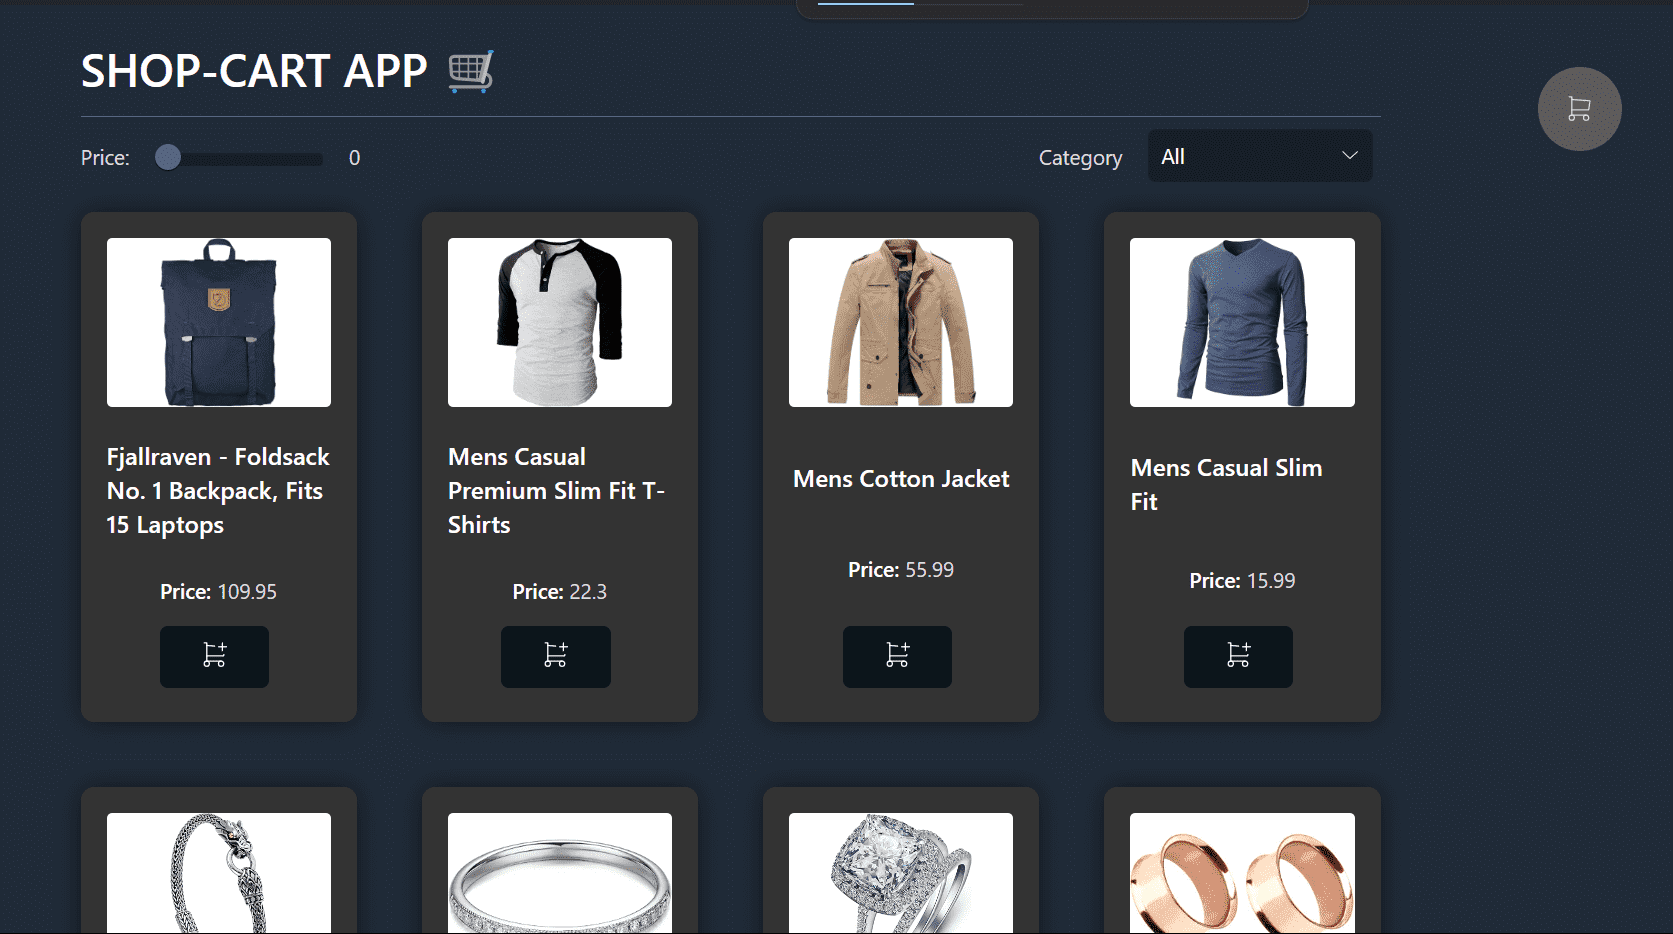 SHOP-CART APP
Price: 0
Category All
Fjallraven - Foldsack
No. 1 Backpack, Fits
15 Laptops
Price: 109.95
Mens Casual
Premium Slim Fit T-
Shirts
Price: 22.3
Mens Cotton Jacket
Price: 55.99
Mens Casual Slim
Fit
Price: 15.99